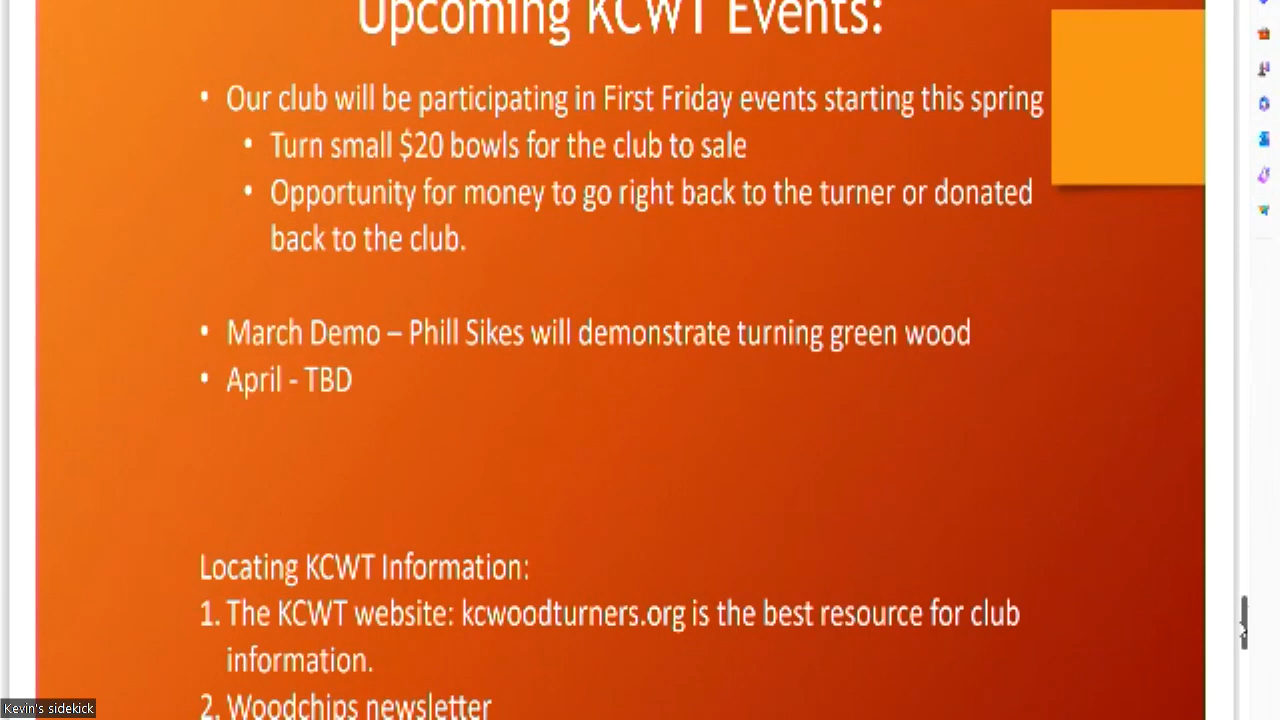 Upcoming KCWT Events:
• Our club will be participating in First Friday events starting this spring
• Turn small $20 bowls for the club to sale
• Opportunity for money to go right back to the turner or donated
back to the club.
• March Demo – Phill Sikes will demonstrate turning green wood
• April - TBD
Locating KCWT Information:
1. The KCWT website: kcwoodturners.org is the best resource for club
information.
2. Woodchips newsletter
Kevin's sidekick